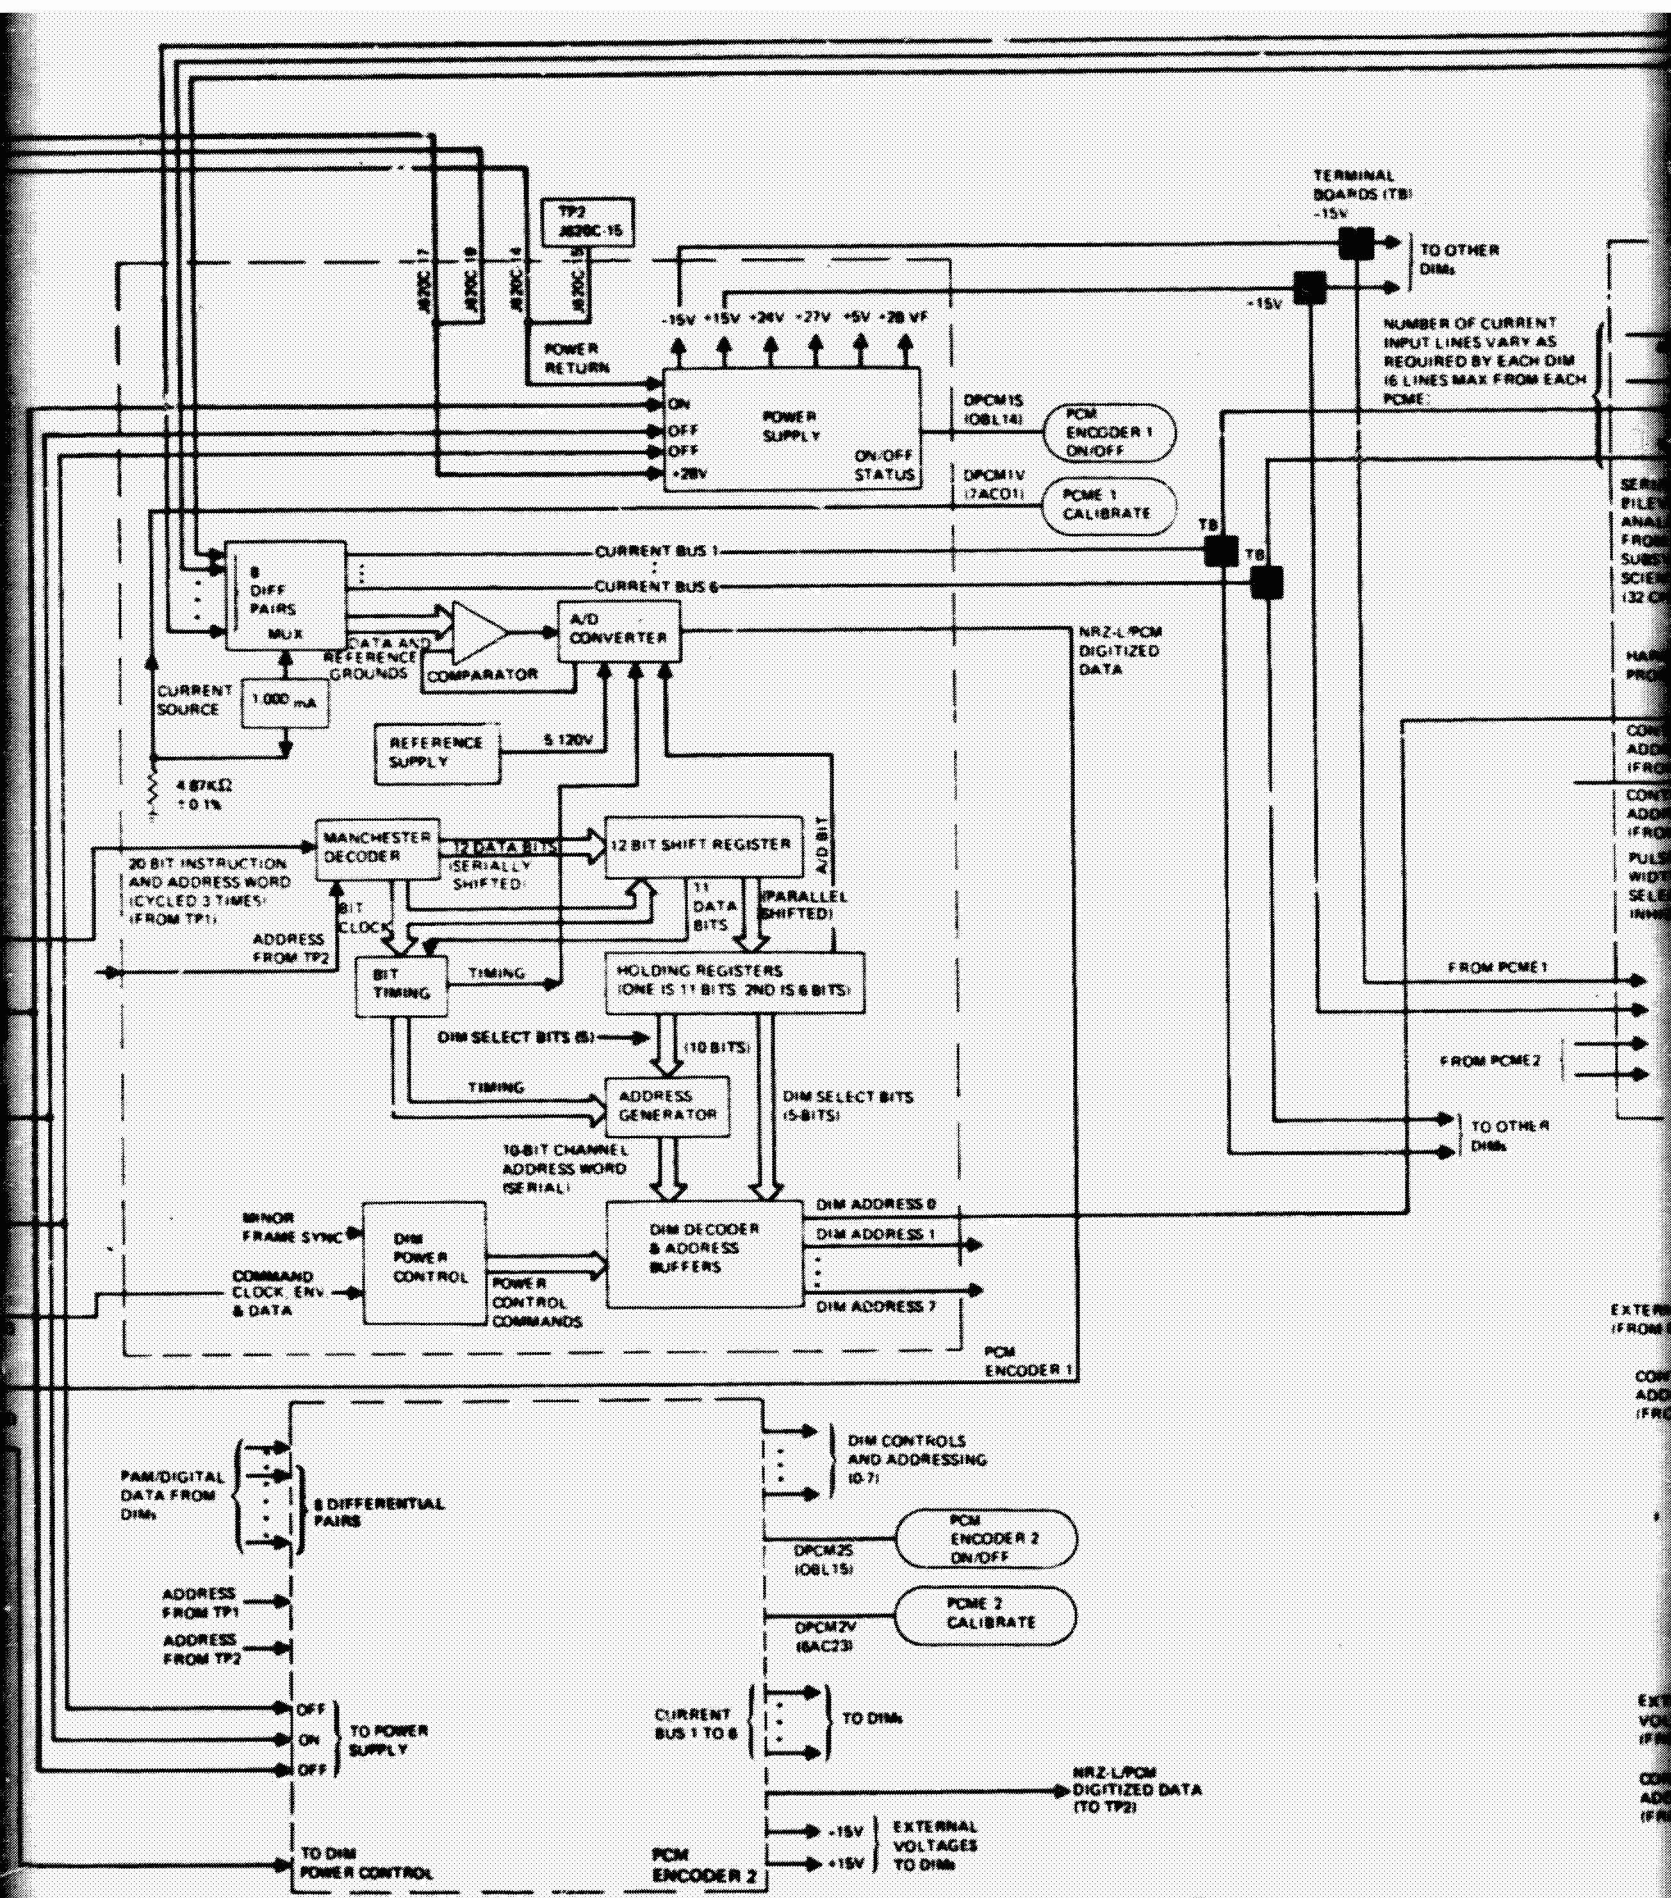 TERMINAL
BOARDS (TB)
-15V
TP2
J820C-15
J820C-17
J820C-19
J820C-14
J820C-15
TO OTHER
DIMs
-15V
-15V +15V +24V +27V +5V +28 VF
NUMBER OF CURRENT
INPUT LINES VARY AS
REQUIRED BY EACH DIM
(6 LINES MAX FROM EACH
PCME)
POWER
RETURN
ON
OFF
OFF
+28V
POWER
SUPPLY
ON/OFF
STATUS
DPCM1S
(OBL14)
PCM
ENCODER 1
ON/OFF
DPCM1V
(7AC01)
PCME 1
CALIBRATE
TB
TB
CURRENT BUS 1
CURRENT BUS 6
8
DIFF
PAIRS
MUX
DATA AND
REFERENCE
GROUNDS
COMPARATOR
A/D
CONVERTER
NRZ-L/PCM
DIGITIZED
DATA
CURRENT
SOURCE
1.000 mA
REFERENCE
SUPPLY
5.120V
4.87KΩ
±0.1%
MANCHESTER
DECODER
12 DATA BITS
(SERIALLY
SHIFTED)
12 BIT SHIFT REGISTER
A/D BIT
20 BIT INSTRUCTION
AND ADDRESS WORD
(CYCLED 3 TIMES)
(FROM TP1)
BIT
CLOCK
11
DATA
BITS
(PARALLEL
SHIFTED)
ADDRESS
FROM TP2
BIT
TIMING
TIMING
HOLDING REGISTERS
(ONE IS 11 BITS, 2ND IS 6 BITS)
FROM PCME1
DIM SELECT BITS (5)
(10 BITS)
FROM PCME2
TIMING
ADDRESS
GENERATOR
DIM SELECT BITS
(5-BITS)
TO OTHER
DIMs
10-BIT CHANNEL
ADDRESS WORD
(SERIAL)
MINOR
FRAME SYNC
DIM
POWER
CONTROL
COMMAND
CLOCK, ENV.
& DATA
POWER
CONTROL
COMMANDS
DIM DECODER
& ADDRESS
BUFFERS
DIM ADDRESS 0
DIM ADDRESS 1
DIM ADDRESS 7
PCM
ENCODER 1
PAM/DIGITAL
DATA FROM
DIMs
8 DIFFERENTIAL
PAIRS
DIM CONTROLS
AND ADDRESSING
(0-7)
PCM
ENCODER 2
ON/OFF
DPCM2S
(OBL15)
ADDRESS
FROM TP1
PCME 2
CALIBRATE
DPCM2V
(6AC23)
ADDRESS
FROM TP2
OFF
ON
OFF
TO POWER
SUPPLY
CURRENT
BUS 1 TO 6
TO DIMs
NRZ-L/PCM
DIGITIZED DATA
(TO TP2)
-15V
+15V
EXTERNAL
VOLTAGES
TO DIMs
TO DIM
POWER CONTROL
PCM
ENCODER 2